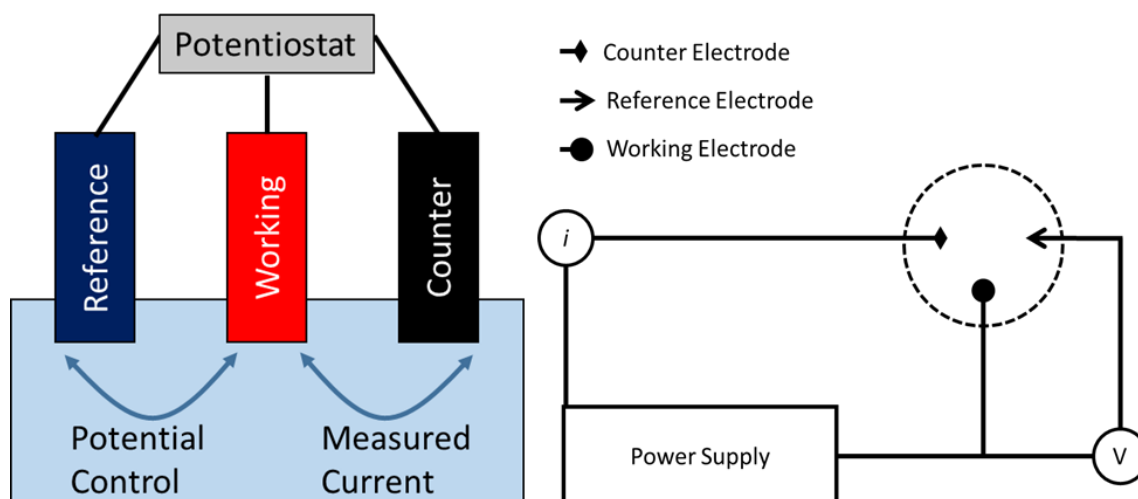 Potentiostat
Reference
Working
Counter
Potential
Control
Measured
Current
Counter Electrode
Reference Electrode
Working Electrode
i
Power Supply
V